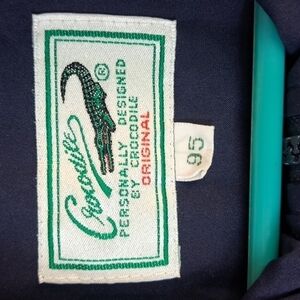 Crocodile
®
PERSONALLY DESIGNED
BY CROCODILE
ORIGINAL
95